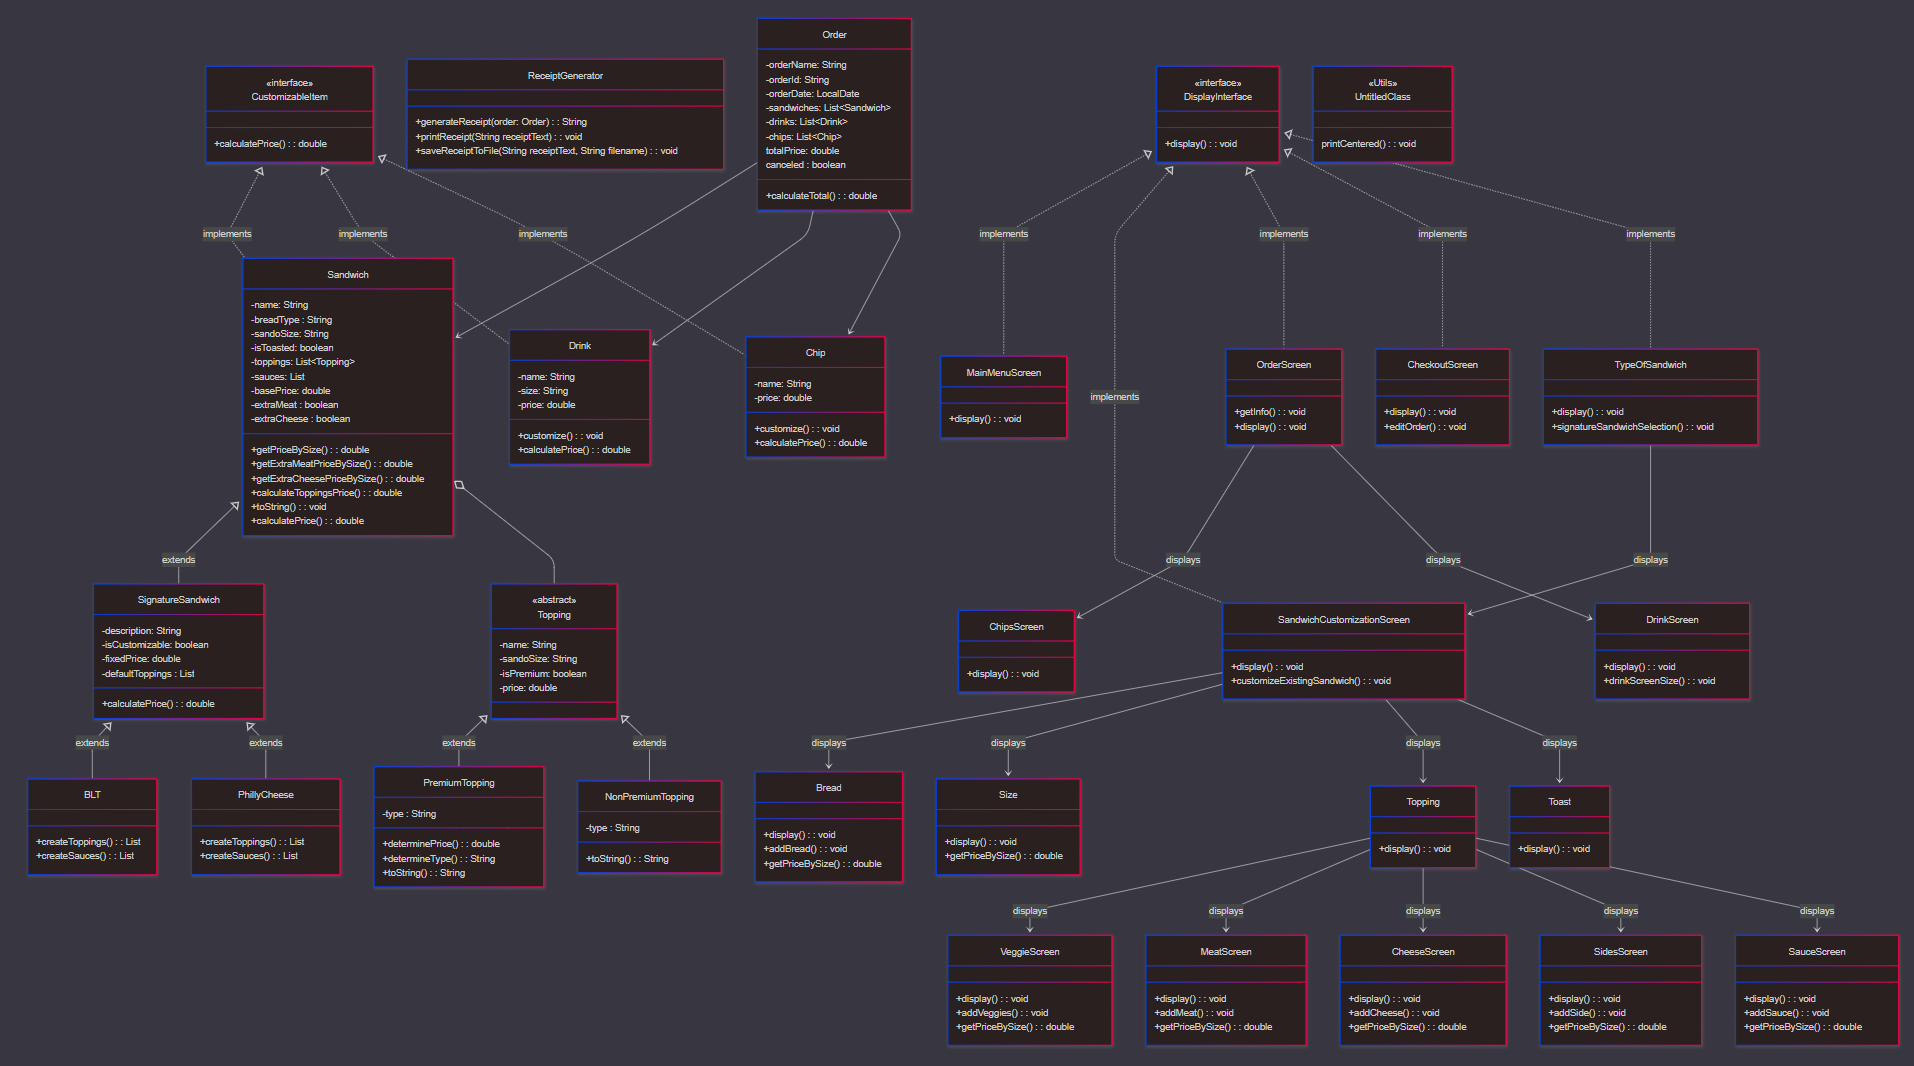 «interface»
CustomizableItem
+calculatePrice() : : double
ReceiptGenerator
+generateReceipt(order: Order) : : String
+printReceipt(String receiptText) : : void
+saveReceiptToFile(String receiptText, String filename) : : void
Order
-orderName: String
-orderId: String
-orderDate: LocalDate
-sandwiches: List<Sandwich>
-drinks: List<Drink>
-chips: List<Chip>
totalPrice: double
canceled : boolean
+calculateTotal() : : double
«interface»
DisplayInterface
+display() : : void
«Utils»
UntitledClass
printCentered() : : void
implements
implements
implements
implements
implements
implements
implements
implements
Sandwich
-name: String
-breadType : String
-sandoSize: String
-isToasted: boolean
-toppings: List<Topping>
-sauces: List
-basePrice: double
-extraMeat : boolean
-extraCheese : boolean
+getPriceBySize() : : double
+getExtraMeatPriceBySize() : : double
+getExtraCheesePriceBySize() : : double
+calculateToppingsPrice() : : double
+toString() : : void
+calculatePrice() : : double
Drink
-name: String
-size: String
-price: double
+customize() : : void
+calculatePrice() : : double
Chip
-name: String
-price: double
+customize() : : void
+calculatePrice() : : double
MainMenuScreen
+display() : : void
OrderScreen
+getInfo() : : void
+display() : : void
CheckoutScreen
+display() : : void
+editOrder() : : void
TypeOfSandwich
+display() : : void
+signatureSandwichSelection() : : void
extends
displays
displays
displays
SignatureSandwich
-description: String
-isCustomizable: boolean
-fixedPrice: double
-defaultToppings : List
+calculatePrice() : : double
«abstract»
Topping
-name: String
-sandoSize: String
-isPremium: boolean
-price: double
ChipsScreen
+display() : : void
SandwichCustomizationScreen
+display() : : void
+customizeExistingSandwich() : : void
DrinkScreen
+display() : : void
+drinkScreenSize() : : void
extends
extends
extends
extends
displays
displays
displays
displays
BLT
+createToppings() : : List
+createSauces() : : List
PhillyCheese
+createToppings() : : List
+createSauces() : : List
PremiumTopping
-type : String
+determinePrice() : : double
+determineType() : : String
+toString() : : String
NonPremiumTopping
-type : String
+toString() : : String
Bread
+display() : : void
+addBread() : : void
+getPriceBySize() : : double
Size
+display() : : void
+getPriceBySize() : : double
Topping
+display() : : void
Toast
+display() : : void
displays
displays
displays
displays
displays
VeggieScreen
+display() : : void
+addVeggies() : : void
+getPriceBySize() : : double
MeatScreen
+display() : : void
+addMeat() : : void
+getPriceBySize() : : double
CheeseScreen
+display() : : void
+addCheese() : : void
+getPriceBySize() : : double
SidesScreen
+display() : : void
+addSide() : : void
+getPriceBySize() : : double
SauceScreen
+display() : : void
+addSauce() : : void
+getPriceBySize() : : double